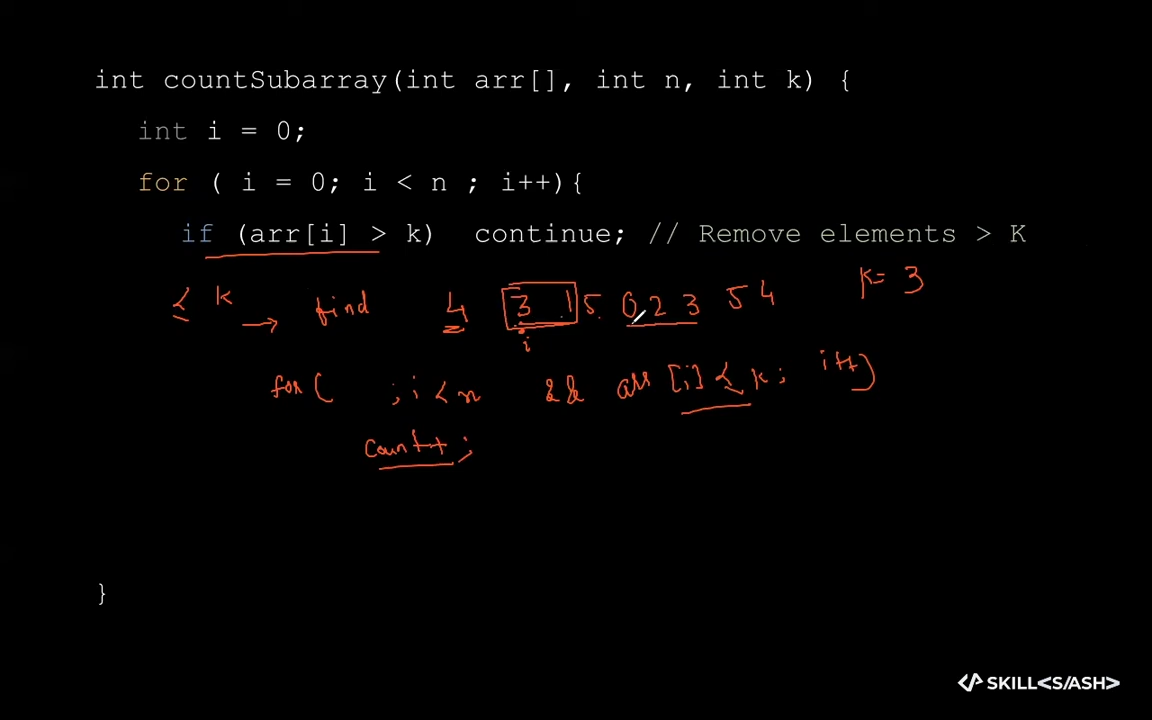 int countSubarray(int arr[], int n, int k) {
int i = 0;
for ( i = 0; i < n ; i++){
if (arr[i] > k) continue; // Remove elements > K
k = 3
≤ k → find 4 3 1 5 0 2 3 5 4
i
for( ; i < n && arr [i] ≤ k; i++)
count++;
}
</> SKILL<S/ASH>